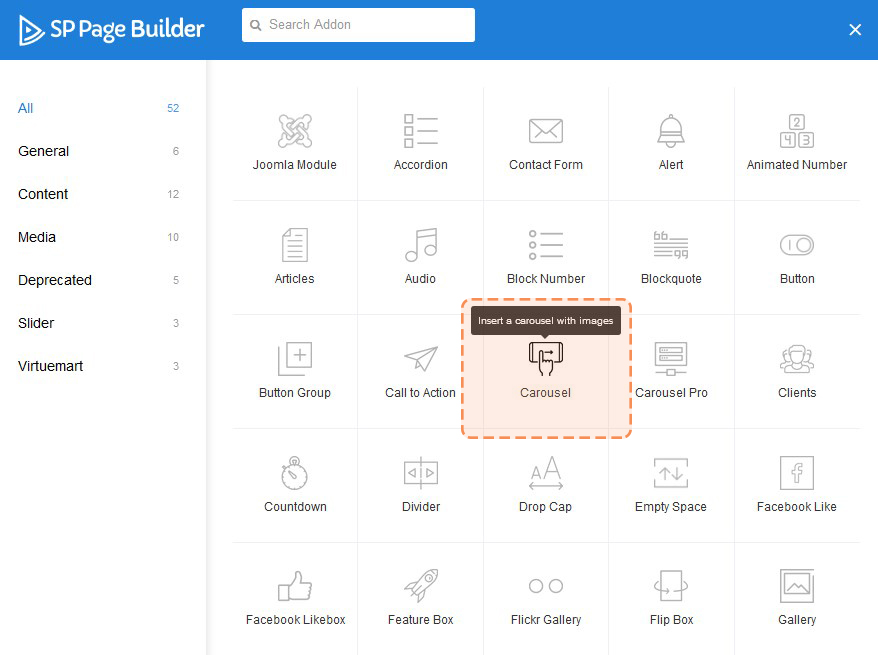 SP Page Builder
Search Addon
All 52
General 6
Content 12
Media 10
Deprecated 5
Slider 3
Virtuemart 3
Joomla Module
Accordion
Contact Form
Alert
2
4 3
Animated Number
Articles
Audio
Block Number
Blockquote
Button
Insert a carousel with images
Button Group
Call to Action
Carousel
Carousel Pro
Clients
Countdown
Divider
AA
Drop Cap
Empty Space
f
Facebook Like
Facebook Likebox
Feature Box
Flickr Gallery
Flip Box
Gallery